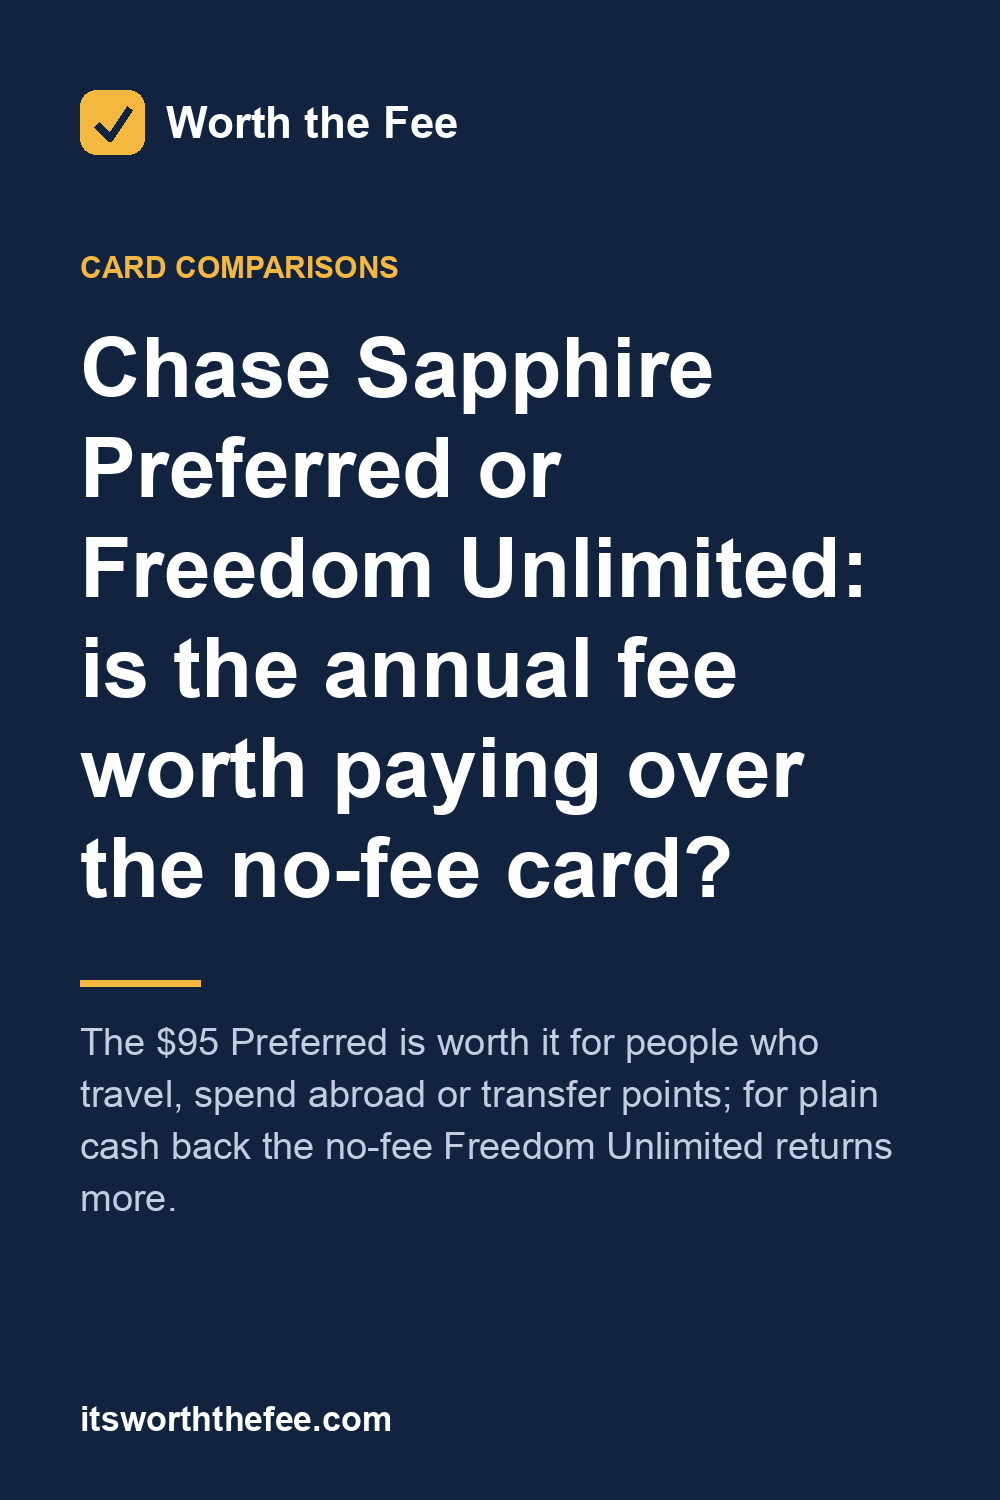 Worth the Fee
CARD COMPARISONS
Chase Sapphire
Preferred or
Freedom Unlimited:
is the annual fee
worth paying over
the no-fee card?
The $95 Preferred is worth it for people who
travel, spend abroad or transfer points; for plain
cash back the no-fee Freedom Unlimited returns
more.
itsworththefee.com